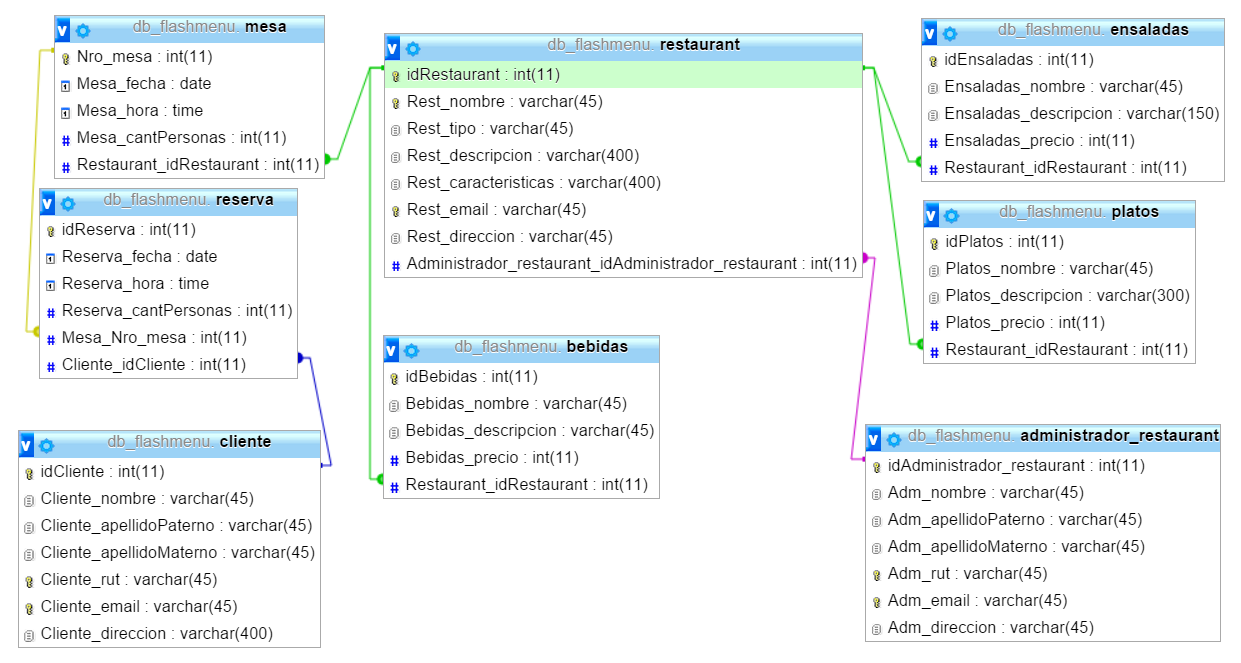 db_flashmenu. mesa
Nro_mesa : int(11)
Mesa_fecha : date
Mesa_hora : time
Mesa_cantPersonas : int(11)
Restaurant_idRestaurant : int(11)
db_flashmenu. reserva
idReserva : int(11)
Reserva_fecha : date
Reserva_hora : time
Reserva_cantPersonas : int(11)
Mesa_Nro_mesa : int(11)
Cliente_idCliente : int(11)
db_flashmenu. cliente
idCliente : int(11)
Cliente_nombre : varchar(45)
Cliente_apellidoPaterno : varchar(45)
Cliente_apellidoMaterno : varchar(45)
Cliente_rut : varchar(45)
Cliente_email : varchar(45)
Cliente_direccion : varchar(400)
db_flashmenu. restaurant
idRestaurant : int(11)
Rest_nombre : varchar(45)
Rest_tipo : varchar(45)
Rest_descripcion : varchar(400)
Rest_caracteristicas : varchar(400)
Rest_email : varchar(45)
Rest_direccion : varchar(45)
Administrador_restaurant_idAdministrador_restaurant : int(11)
db_flashmenu. bebidas
idBebidas : int(11)
Bebidas_nombre : varchar(45)
Bebidas_descripcion : varchar(45)
Bebidas_precio : int(11)
Restaurant_idRestaurant : int(11)
db_flashmenu. ensaladas
idEnsaladas : int(11)
Ensaladas_nombre : varchar(45)
Ensaladas_descripcion : varchar(150)
Ensaladas_precio : int(11)
Restaurant_idRestaurant : int(11)
db_flashmenu. platos
idPlatos : int(11)
Platos_nombre : varchar(45)
Platos_descripcion : varchar(300)
Platos_precio : int(11)
Restaurant_idRestaurant : int(11)
db_flashmenu. administrador_restaurant
idAdministrador_restaurant : int(11)
Adm_nombre : varchar(45)
Adm_apellidoPaterno : varchar(45)
Adm_apellidoMaterno : varchar(45)
Adm_rut : varchar(45)
Adm_email : varchar(45)
Adm_direccion : varchar(45)